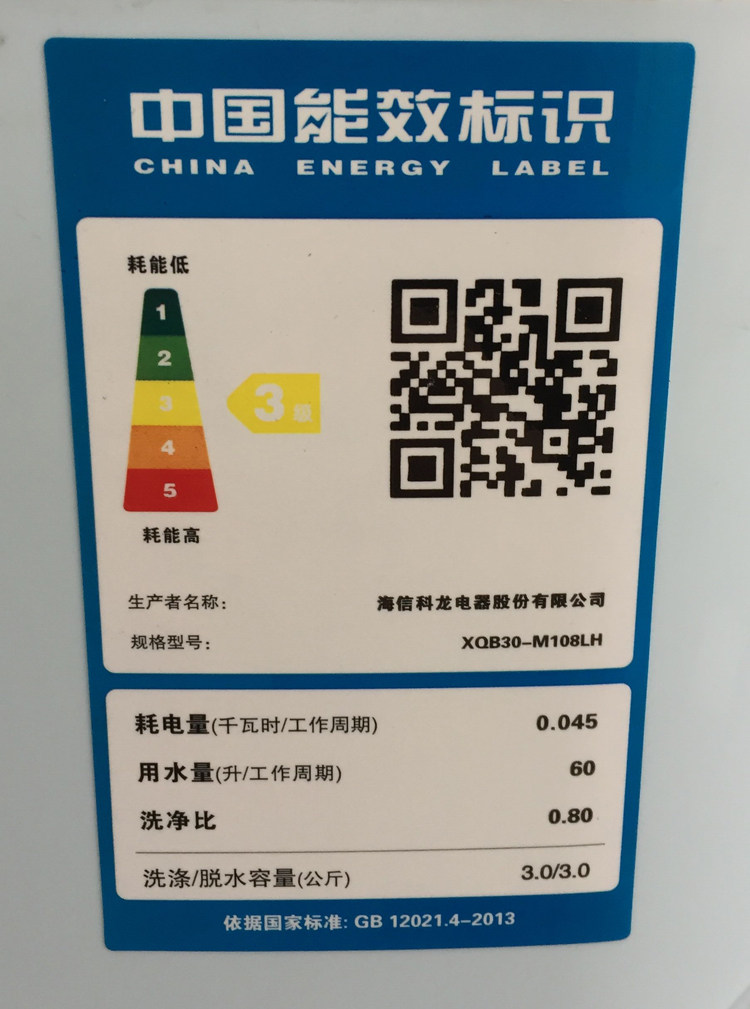 中国能效标识
CHINA ENERGY LABEL
耗能低
1
2
3
4
5
3级
耗能高
生产者名称: 海信科龙电器股份有限公司
规格型号: XQB30-M108LH
耗电量(千瓦时/工作周期) 0.045
用水量(升/工作周期) 60
洗净比 0.80
洗涤/脱水容量(公斤) 3.0/3.0
依据国家标准: GB 12021.4-2013